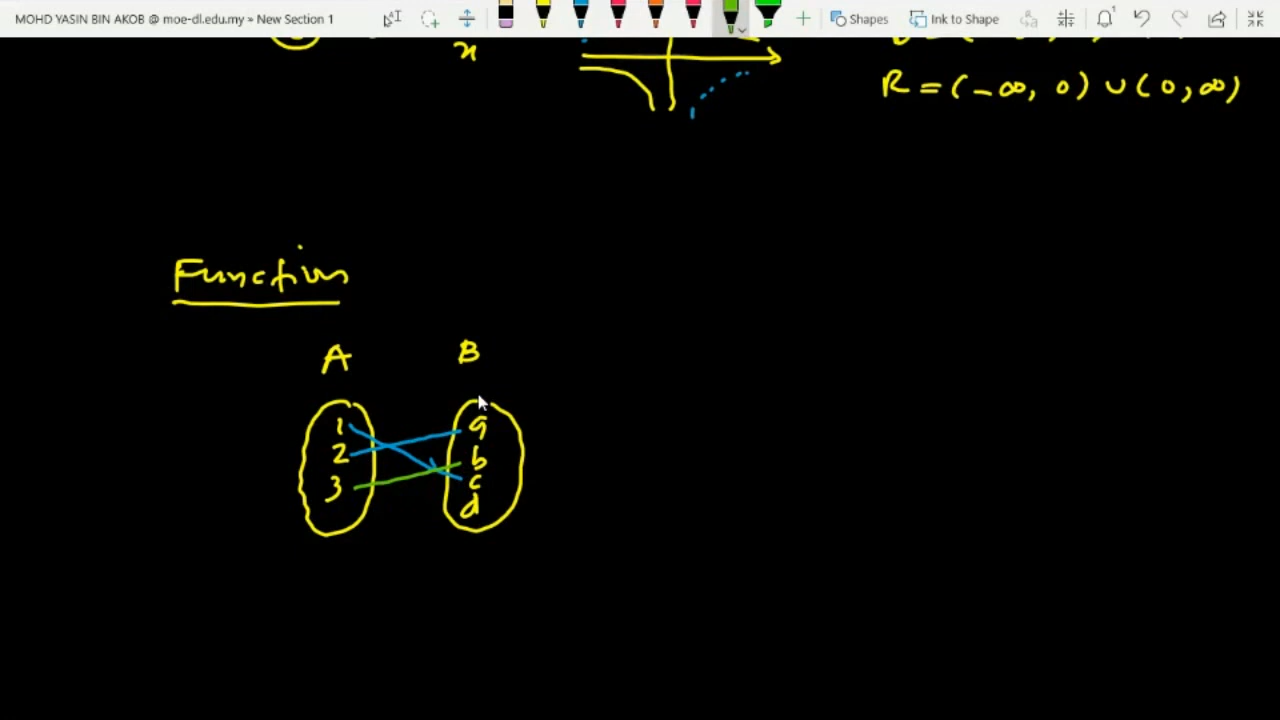 MOHD YASIN BIN AKOB @ moe-dl.edu.my » New Section 1
Shapes
Ink to Shape
x
R = (-∞, 0) ∪ (0, ∞)
Function
A B
1 a
2 b
3 c
d